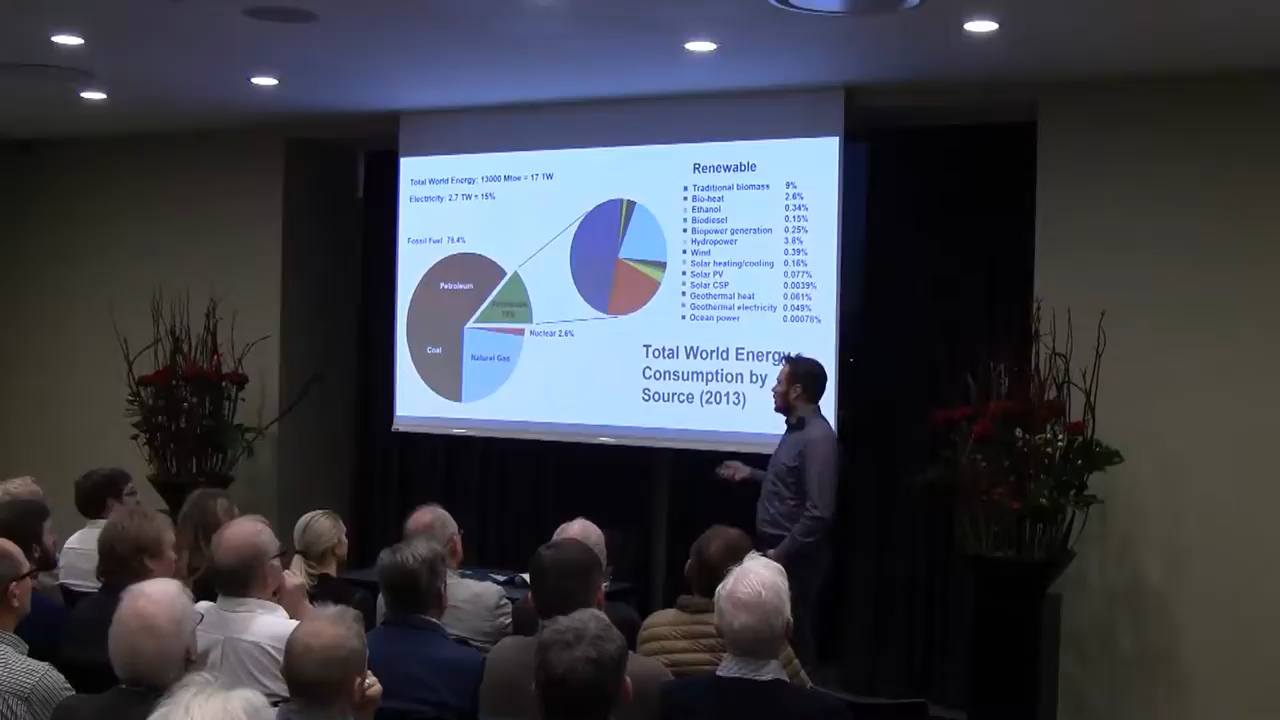 Total World Energy: 13000 Mtoe = 17 TW
Electricity: 2.7 TW = 15%
Fossil Fuel 78.4%
Petroleum
Coal
Natural Gas
Renewable
19%
Nuclear 2.6%
Renewable
Traditional biomass 9%
Bio-heat 2.6%
Ethanol 0.34%
Biodiesel 0.15%
Biopower generation 0.25%
Hydropower 3.8%
Wind 0.39%
Solar heating/cooling 0.16%
Solar PV 0.077%
Solar CSP 0.0039%
Geothermal heat 0.061%
Geothermal electricity 0.049%
Ocean power 0.00078%
Total World Energy
Consumption by
Source (2013)